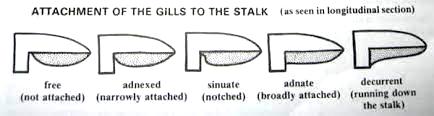 ATTACHMENT OF THE GILLS TO THE STALK (as seen in longitudinal section)
free adnexed sinuate adnate decurrent
(not attached) (narrowly attached) (notched) (broadly attached) (running down
the stalk)